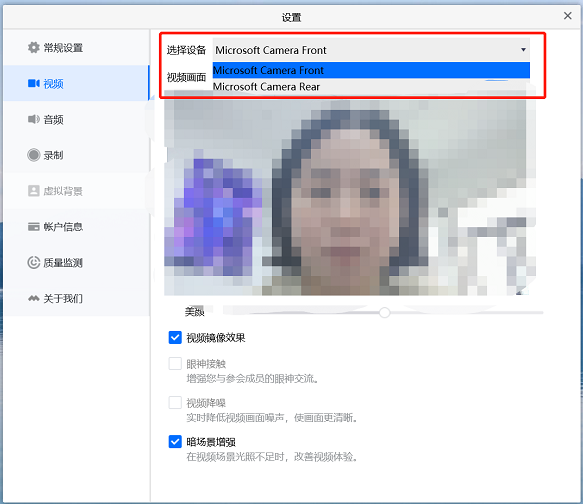 设置
常规设置
视频
音频
录制
虚拟背景
帐户信息
质量监测
关于我们
选择设备
Microsoft Camera Front
视频画面
Microsoft Camera Front
Microsoft Camera Rear
美颜
视频镜像效果
眼神接触
增强您与参会成员的眼神交流。
视频降噪
实时降低视频画面噪声，使画面更清晰。
暗场景增强
在视频场景光照不足时，改善视频体验。